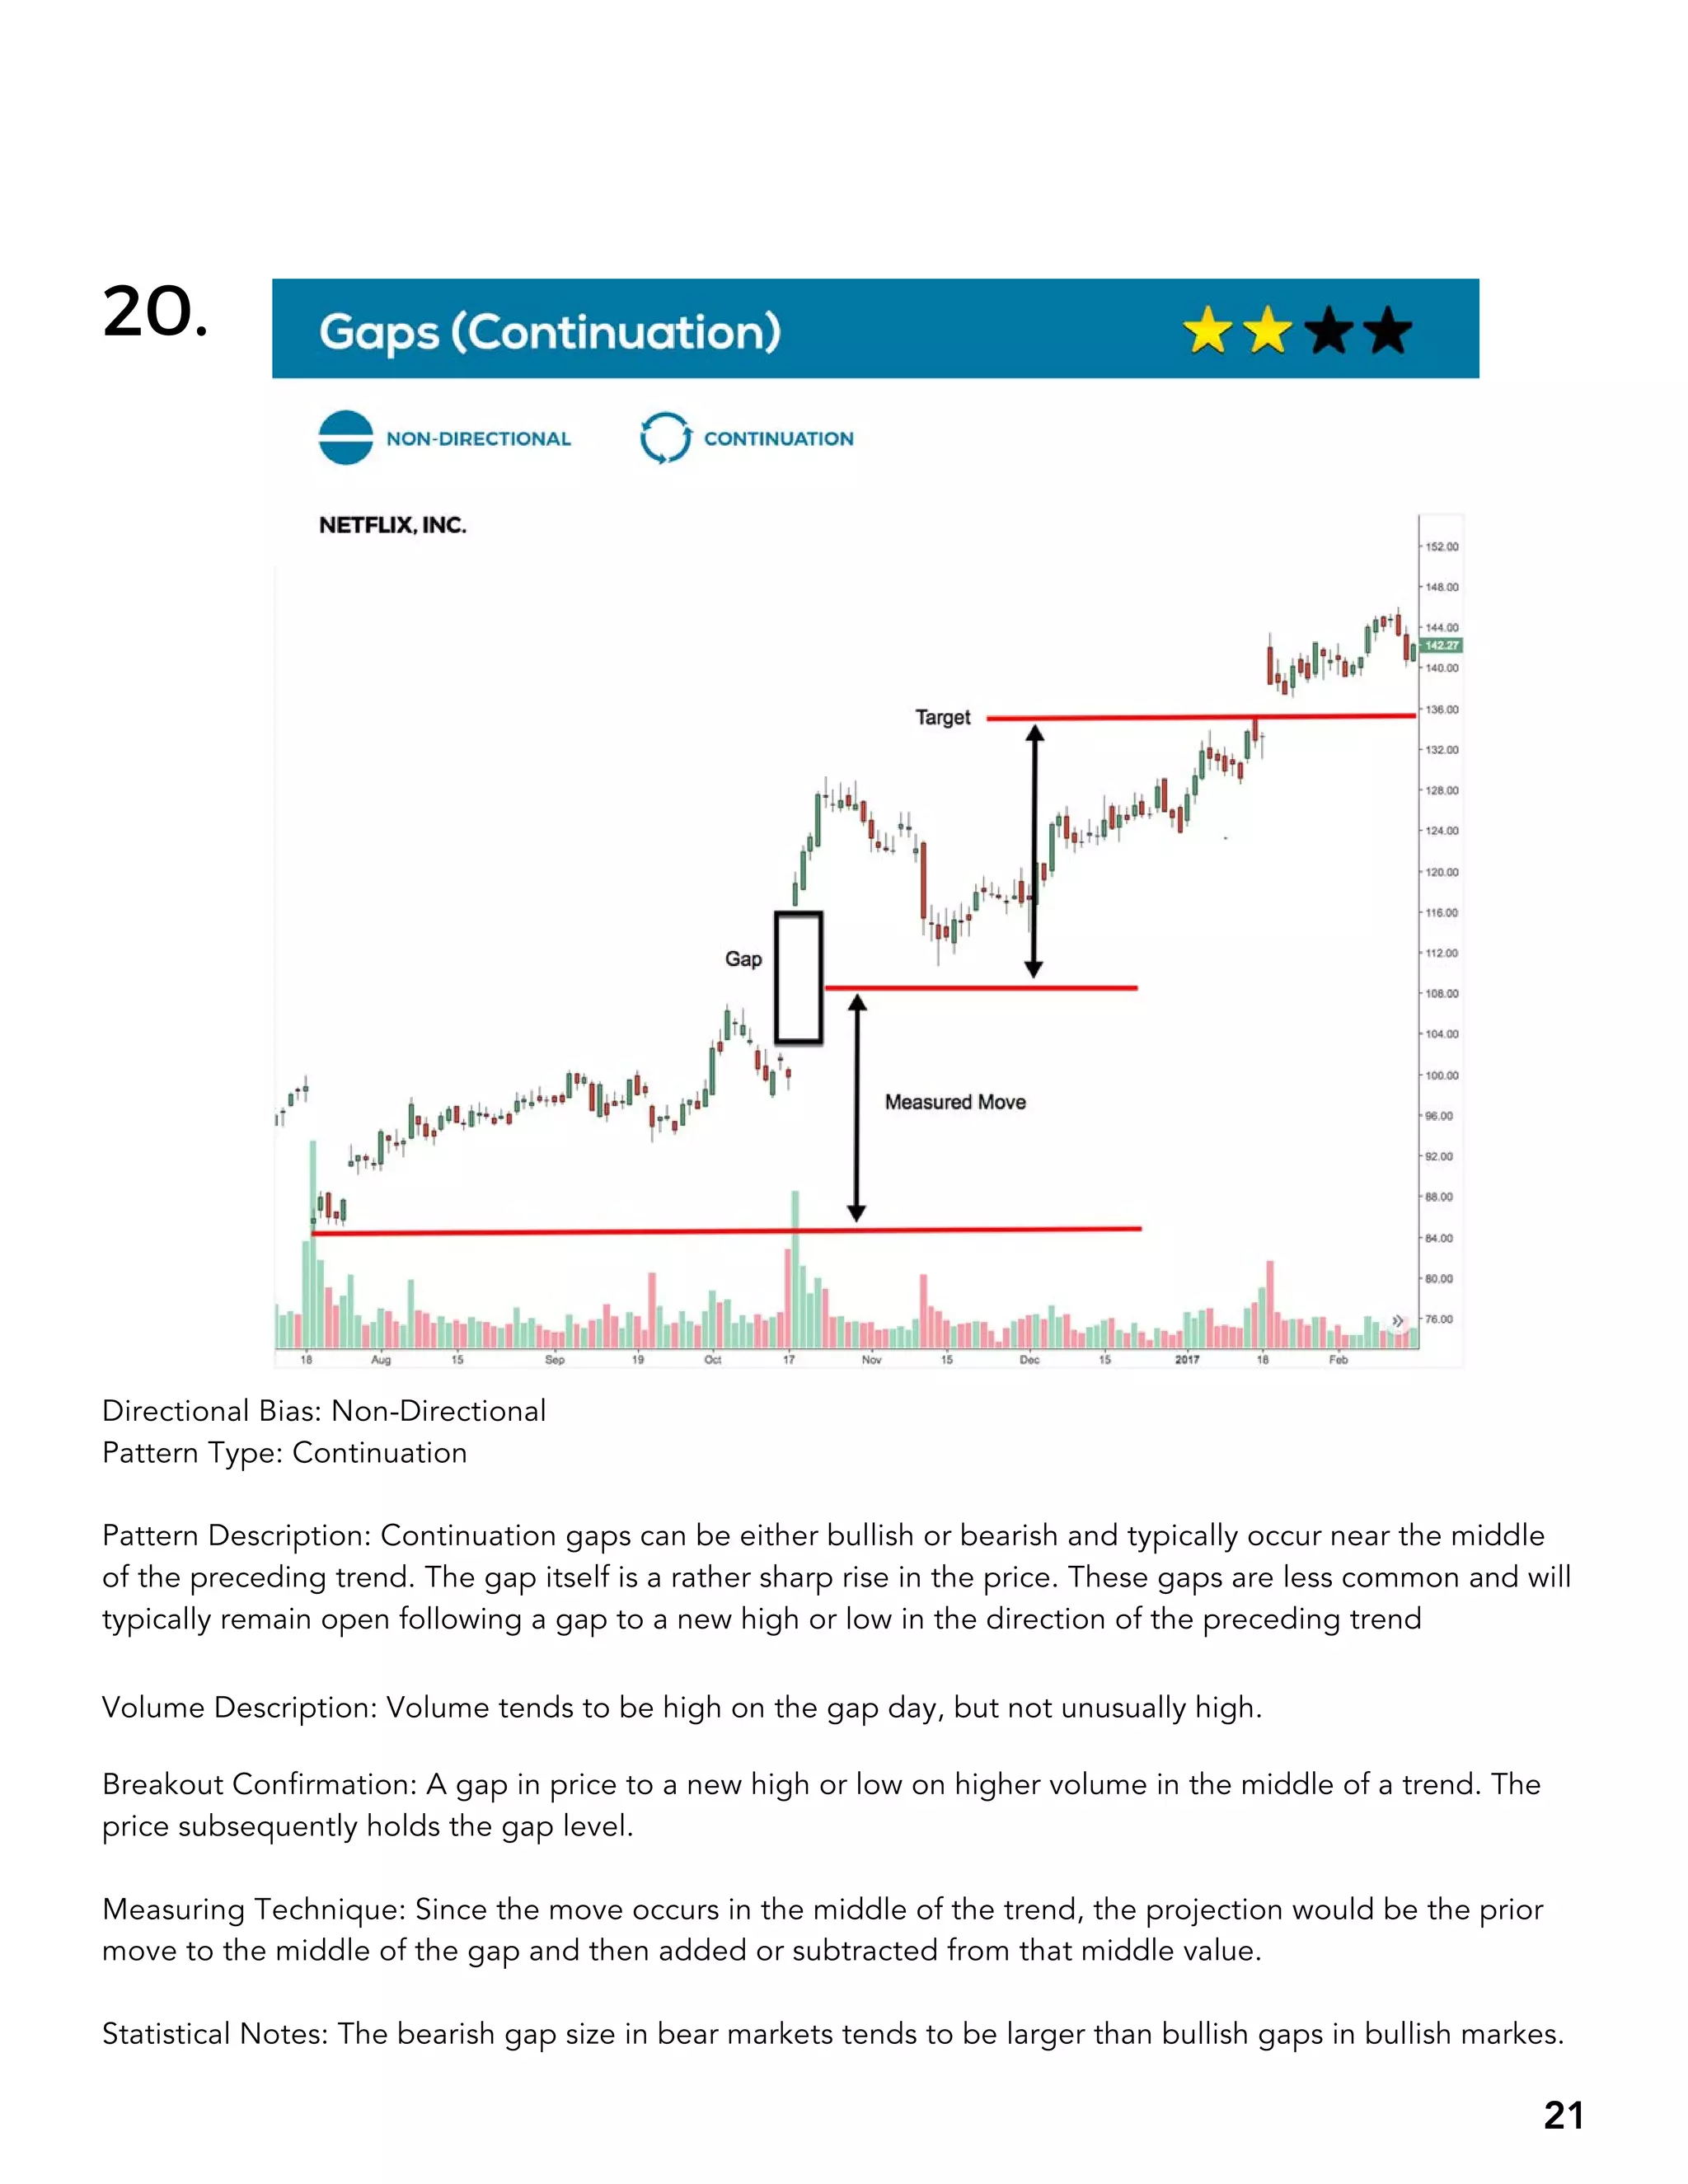 20.
Gaps (Continuation)
NON-DIRECTIONAL
CONTINUATION
NETFLIX, INC.
152.00
148.00
144.00
142.27
140.00
Target
136.00
132.00
128.00
124.00
120.00
116.00
Gap
112.00
108.00
104.00
100.00
Measured Move
96.00
92.00
88.00
84.00
80.00
76.00
18 Aug 15 Sep 19 Oct 17 Nov 15 Dec 15 2017 18 Feb
Directional Bias: Non-Directional
Pattern Type: Continuation
Pattern Description: Continuation gaps can be either bullish or bearish and typically occur near the middle
of the preceding trend. The gap itself is a rather sharp rise in the price. These gaps are less common and will
typically remain open following a gap to a new high or low in the direction of the preceding trend
Volume Description: Volume tends to be high on the gap day, but not unusually high.
Breakout Confirmation: A gap in price to a new high or low on higher volume in the middle of a trend. The
price subsequently holds the gap level.
Measuring Technique: Since the move occurs in the middle of the trend, the projection would be the prior
move to the middle of the gap and then added or subtracted from that middle value.
Statistical Notes: The bearish gap size in bear markets tends to be larger than bullish gaps in bullish markes.
21